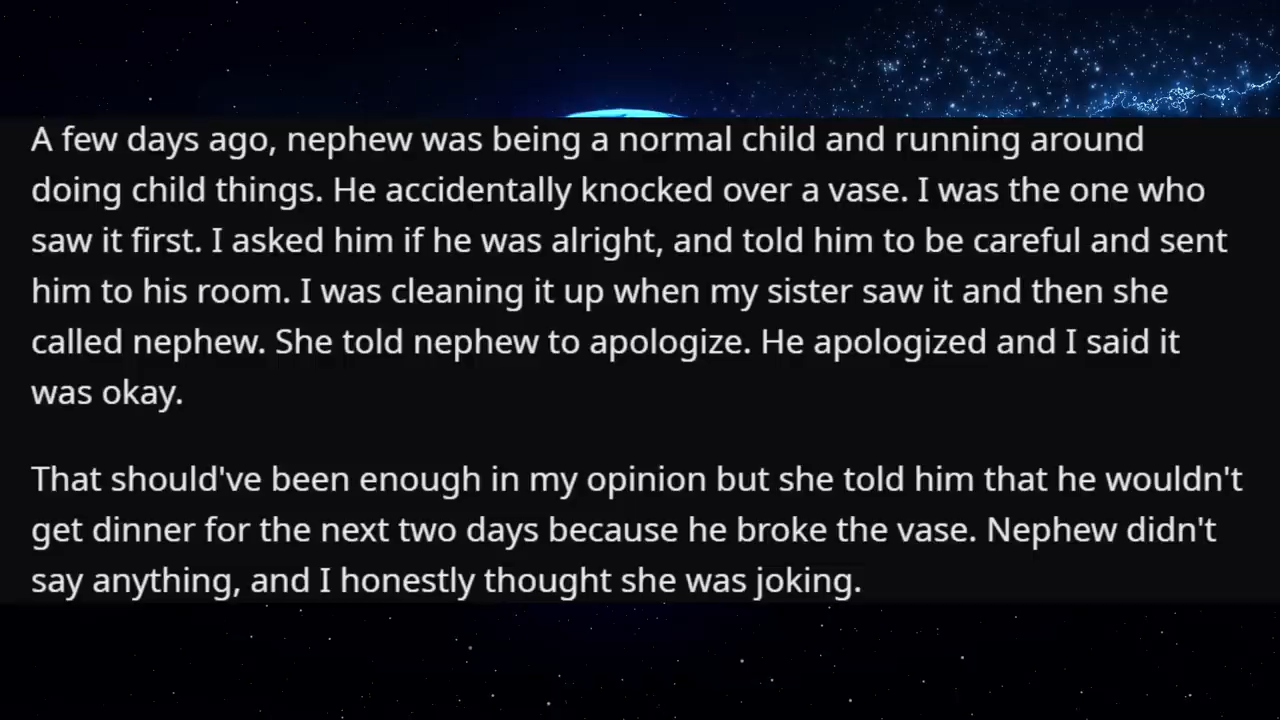 A few days ago, nephew was being a normal child and running around
doing child things. He accidentally knocked over a vase. I was the one who
saw it first. I asked him if he was alright, and told him to be careful and sent
him to his room. I was cleaning it up when my sister saw it and then she
called nephew. She told nephew to apologize. He apologized and I said it
was okay.
That should've been enough in my opinion but she told him that he wouldn't
get dinner for the next two days because he broke the vase. Nephew didn't
say anything, and I honestly thought she was joking.